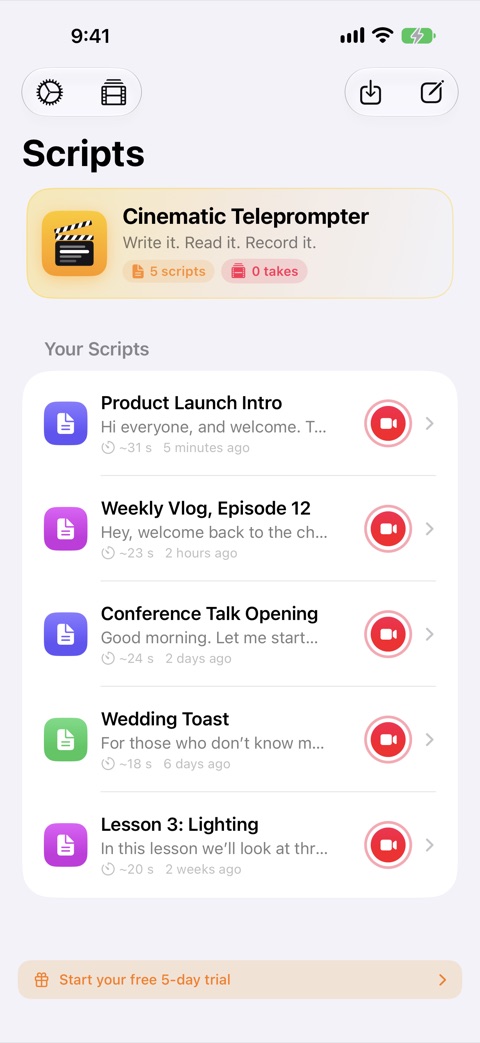 9:41
Scripts
Cinematic Teleprompter
Write it. Read it. Record it.
5 scripts
0 takes
Your Scripts
Product Launch Intro
Hi everyone, and welcome. T...
~31 s 5 minutes ago
Weekly Vlog, Episode 12
Hey, welcome back to the ch...
~23 s 2 hours ago
Conference Talk Opening
Good morning. Let me start...
~24 s 2 days ago
Wedding Toast
For those who don’t know m...
~18 s 6 days ago
Lesson 3: Lighting
In this lesson we’ll look at thr...
~20 s 2 weeks ago
Start your free 5-day trial